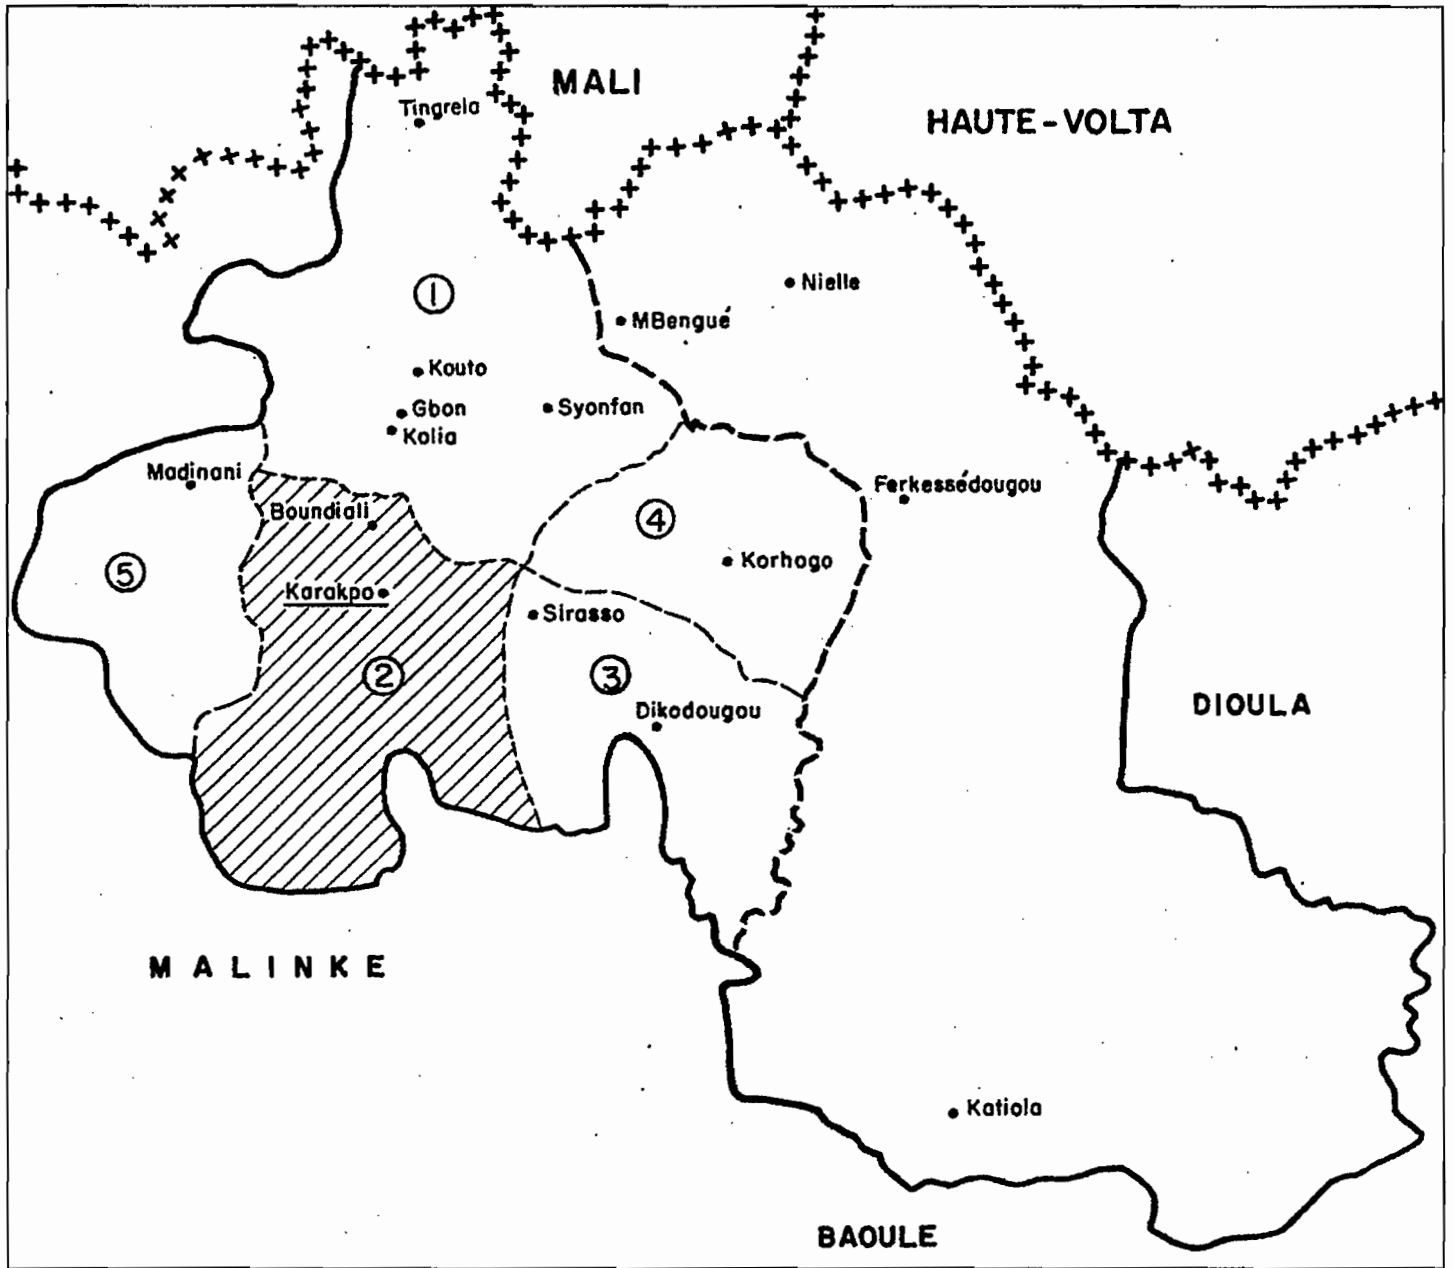 MALI
HAUTE-VOLTA
Tingrela
①
Nielle
MBengué
Kouto
Gbon
Syonfan
Kolia
Madinani
Boundiali
Ferkessédougou
④
⑤
Korhogo
Karakpo
Sirasso
②
③
Dikodougou
DIOULA
MALINKE
Katiola
BAOULE